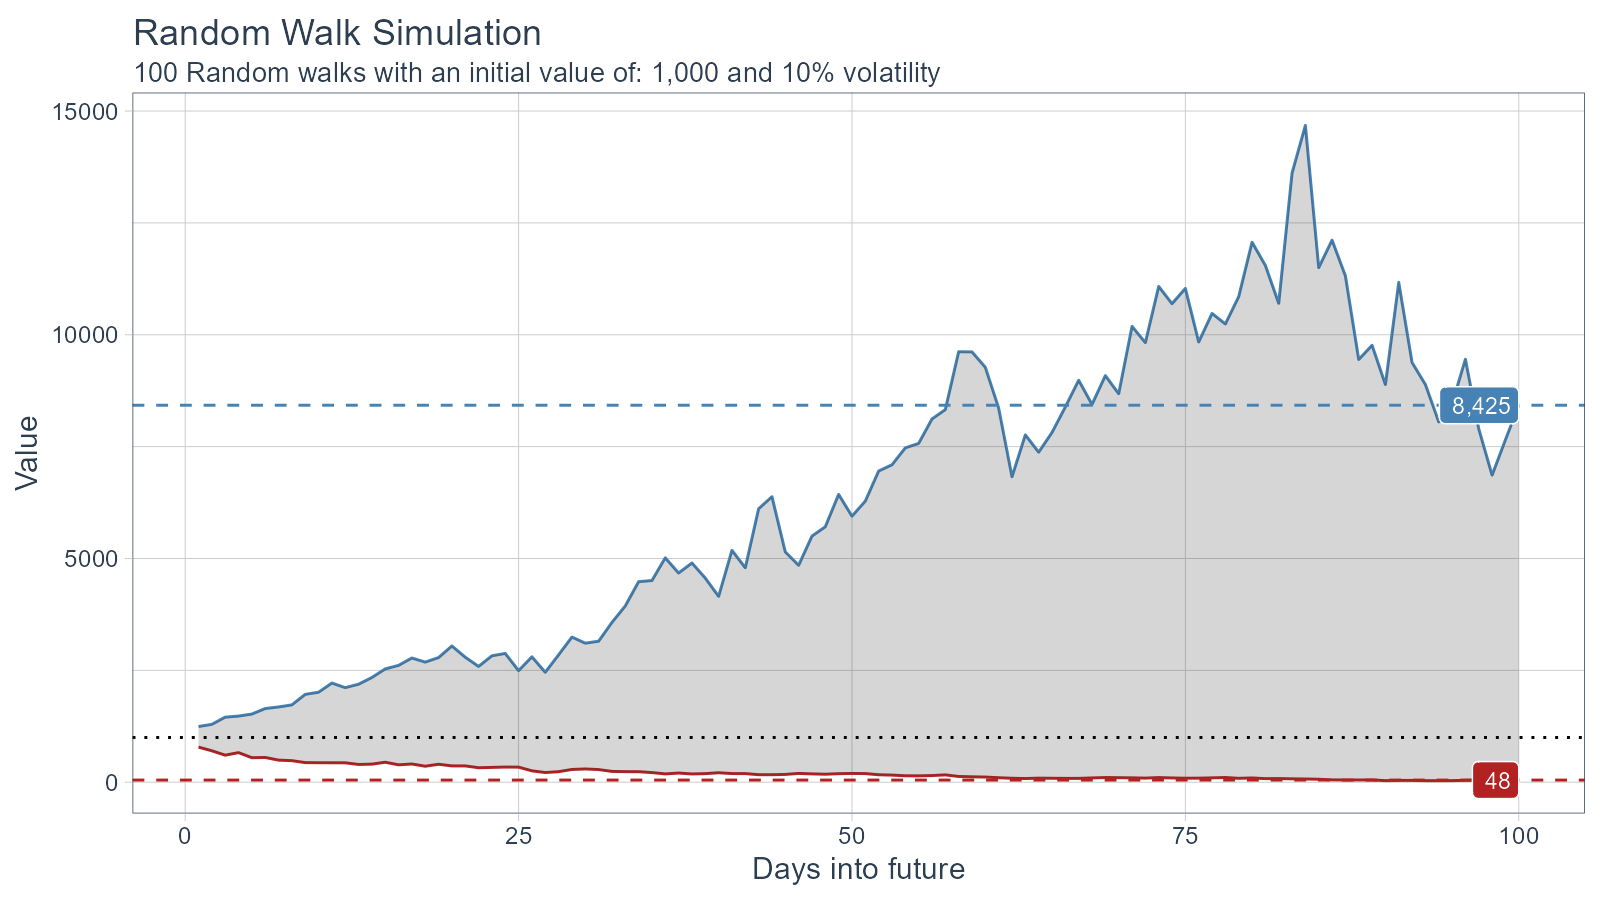 Random Walk Simulation
100 Random walks with an initial value of: 1,000 and 10% volatility
15000
10000
5000
0
Value
8,425
48
0
25
50
75
100
Days into future